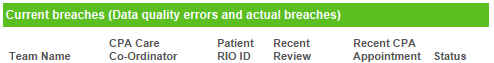 Current breaches (Data quality errors and actual breaches)
CPA Care Patient Recent Recent CPA
Team Name Co-Ordinator RIO ID Review Appointment Status